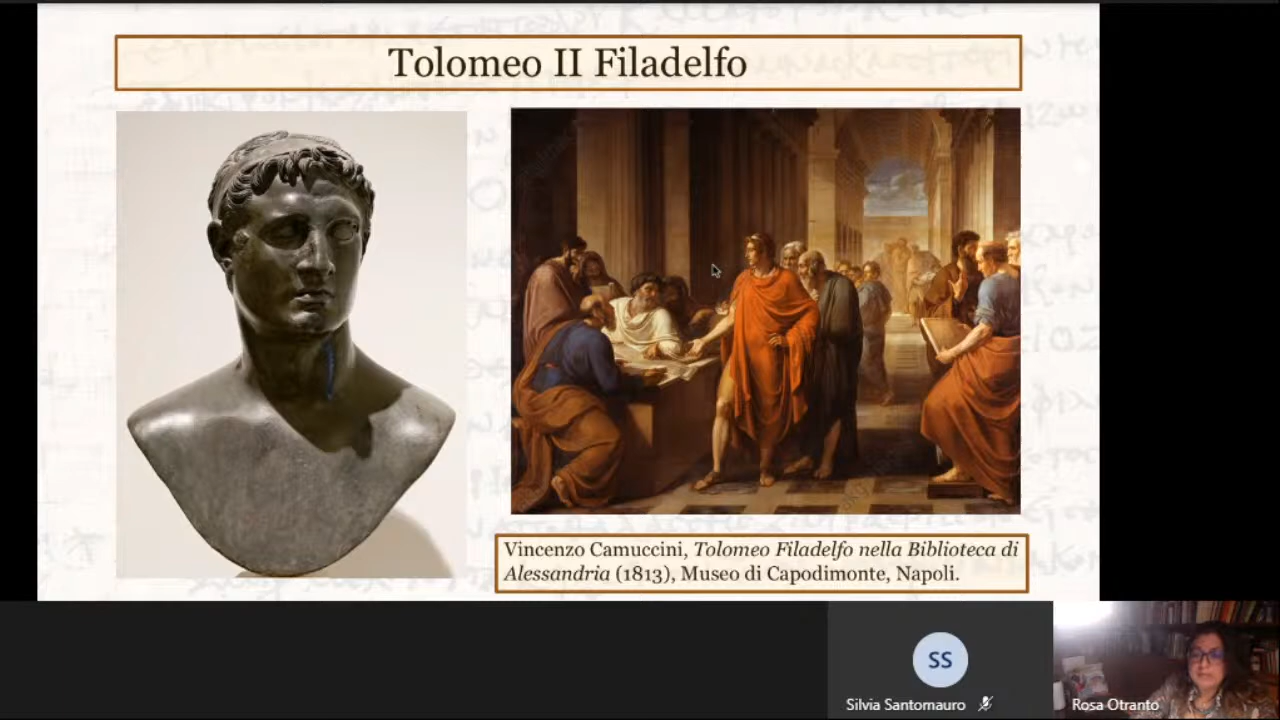 Tolomeo II Filadelfo
Vincenzo Camuccini, Tolomeo Filadelfo nella Biblioteca di
Alessandria (1813), Museo di Capodimonte, Napoli.
SS
Silvia Santomauro
Rosa Otranto